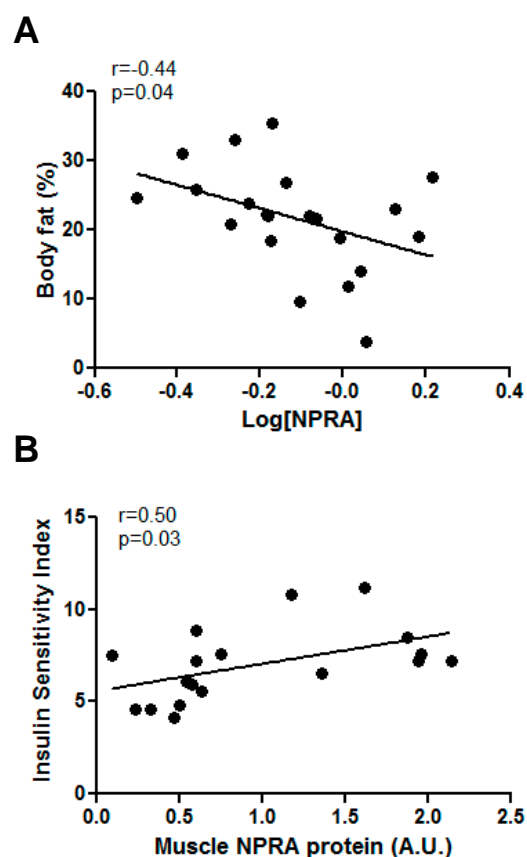 A
r=-0.44
p=0.04
40
30
20
10
0
Body fat (%)
-0.6 -0.4 -0.2 -0.0 0.2 0.4
Log[NPRA]
B
r=0.50
p=0.03
15
10
5
0
Insulin Sensitivity Index
0.0 0.5 1.0 1.5 2.0 2.5
Muscle NPRA protein (A.U.)